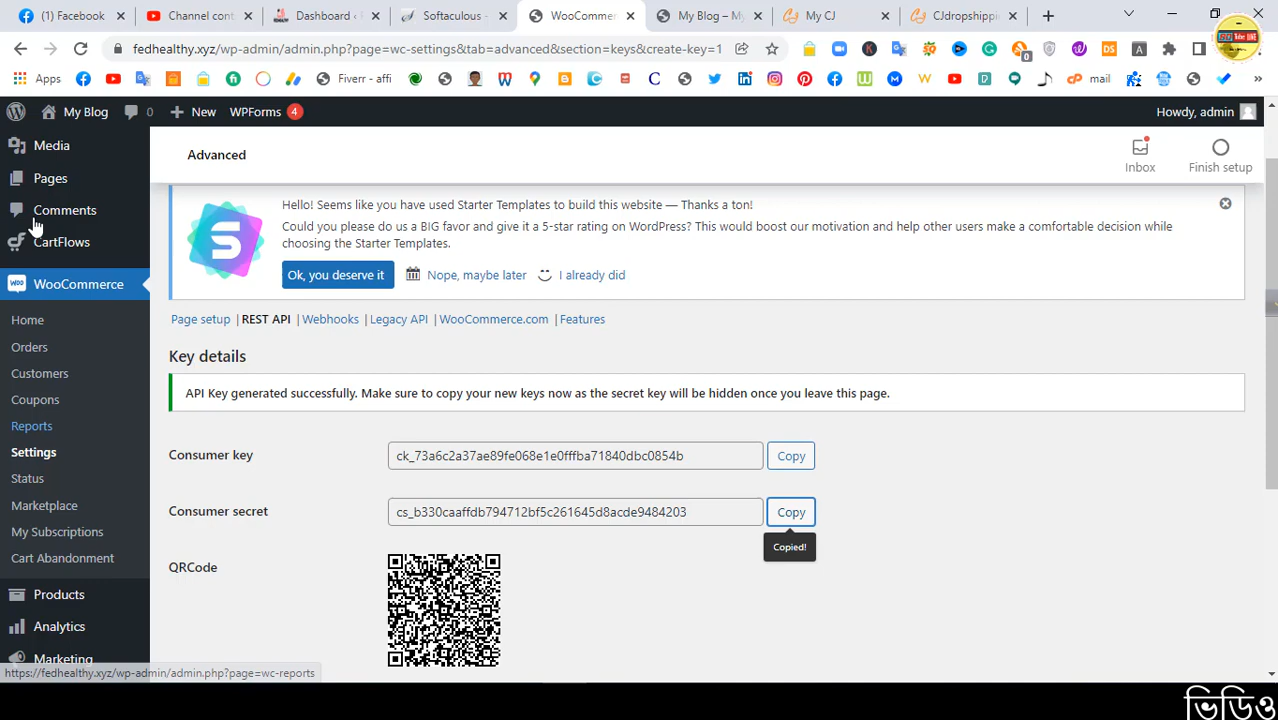 Facebook
Channel cont
Dashboard ‹
Softaculous -
WooCommer
My Blog – My
My CJ
CJdropshippi
fedhealthy.xyz/wp-admin/admin.php?page=wc-settings&tab=advanced&section=keys&create-key=1
Apps
Fiverr - affi
mail
My Blog
0
New
WPForms
4
Howdy, admin
Media
Pages
Comments
CartFlows
WooCommerce
Home
Orders
Customers
Coupons
Reports
Settings
Status
Marketplace
My Subscriptions
Cart Abandonment
Products
Analytics
Marketing
Advanced
Inbox
Finish setup
Hello! Seems like you have used Starter Templates to build this website — Thanks a ton!
Could you please do us a BIG favor and give it a 5-star rating on WordPress? This would boost our motivation and help other users make a comfortable decision while
choosing the Starter Templates.
Ok, you deserve it
Nope, maybe later
I already did
Page setup | REST API | Webhooks | Legacy API | WooCommerce.com | Features
Key details
API Key generated successfully. Make sure to copy your new keys now as the secret key will be hidden once you leave this page.
Consumer key
ck_73a6c2a37ae89fe068e1e0fffba71840dbc0854b
Copy
Consumer secret
cs_b330caaffdb794712bf5c261645d8acde9484203
Copy
Copied!
QRCode
https://fedhealthy.xyz/wp-admin/admin.php?page=wc-reports
ভিডিও